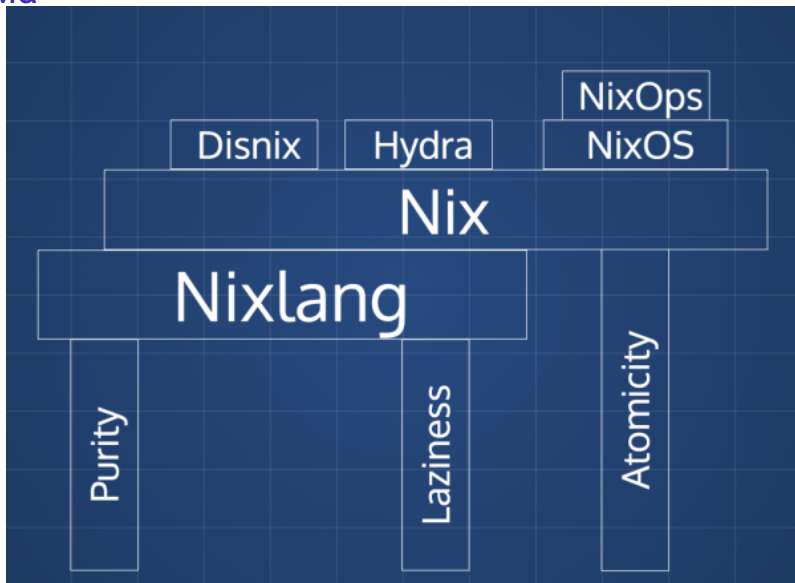 NixOps
Disnix
Hydra
NixOS
Nix
Nixlang
Purity
Laziness
Atomicity